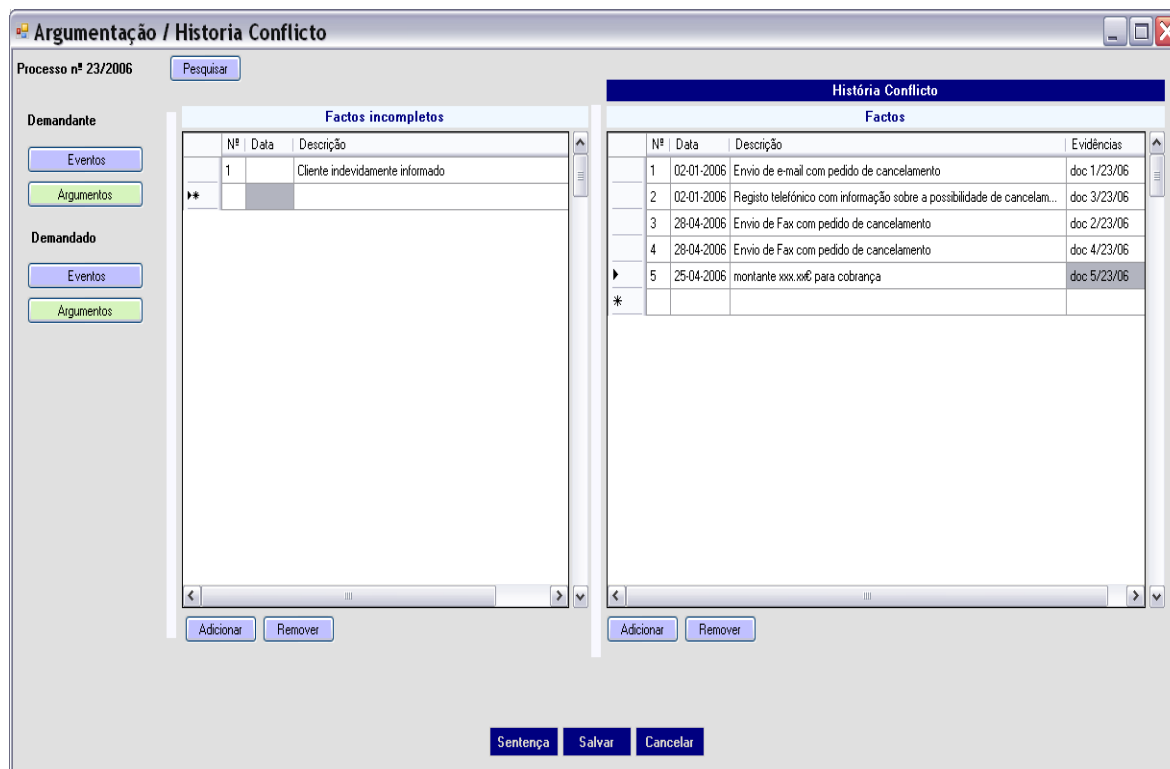 Argumentação / Historia Conflicto
Processo nº 23/2006 Pesquisar
História Conflicto
Demandante
Eventos
Argumentos
Demandado
Eventos
Argumentos
Factos incompletos
Nº Data Descrição
1 Cliente indevidamente informado
Adicionar Remover
Factos
Nº Data Descrição Evidências
1 02-01-2006 Envio de e-mail com pedido de cancelamento doc 1/23/06
2 02-01-2006 Registo telefónico com informação sobre a possibilidade de cancelam... doc 3/23/06
3 28-04-2006 Envio de Fax com pedido de cancelamento doc 2/23/06
4 28-04-2006 Envio de Fax com pedido de cancelamento doc 4/23/06
5 25-04-2006 montante xxx.xx€ para cobrança doc 5/23/06
Adicionar Remover
Sentença Salvar Cancelar